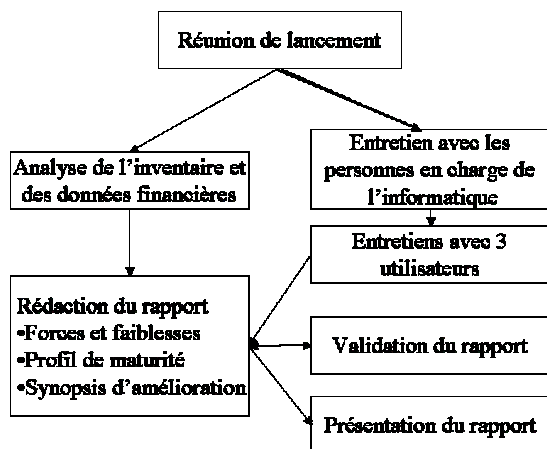 Réunion de lancement
Analyse de l’inventaire et
des données financières
Entretien avec les
personnes en charge de
l’informatique
Entretiens avec 3
utilisateurs
Rédaction du rapport
•Forces et faiblesses
•Profil de maturité
•Synopsis d’amélioration
Validation du rapport
Présentation du rapport